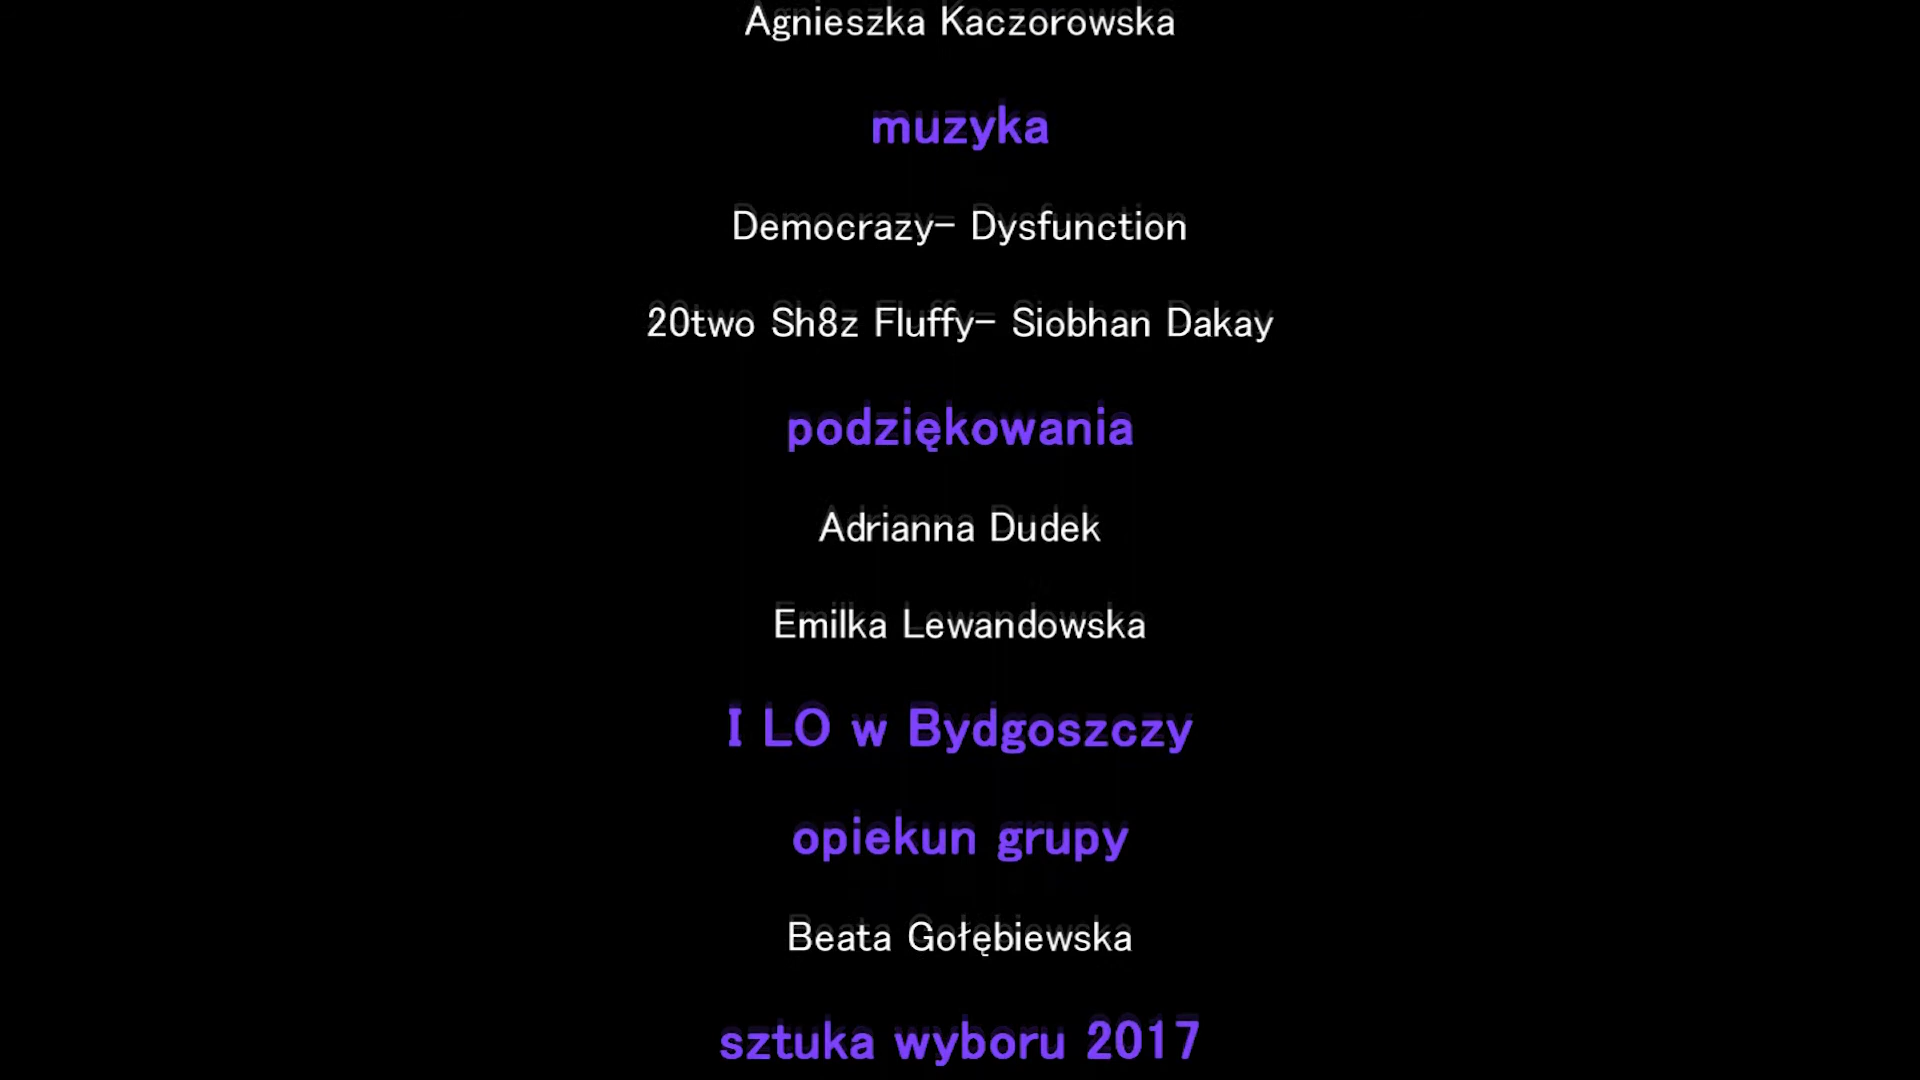 Agnieszka Kaczorowska
muzyka
Democrazy- Dysfunction
20two Sh8z Fluffy- Siobhan Dakay
podziękowania
Adrianna Dudek
Emilka Lewandowska
I LO w Bydgoszczy
opiekun grupy
Beata Gołębiewska
sztuka wyboru 2017